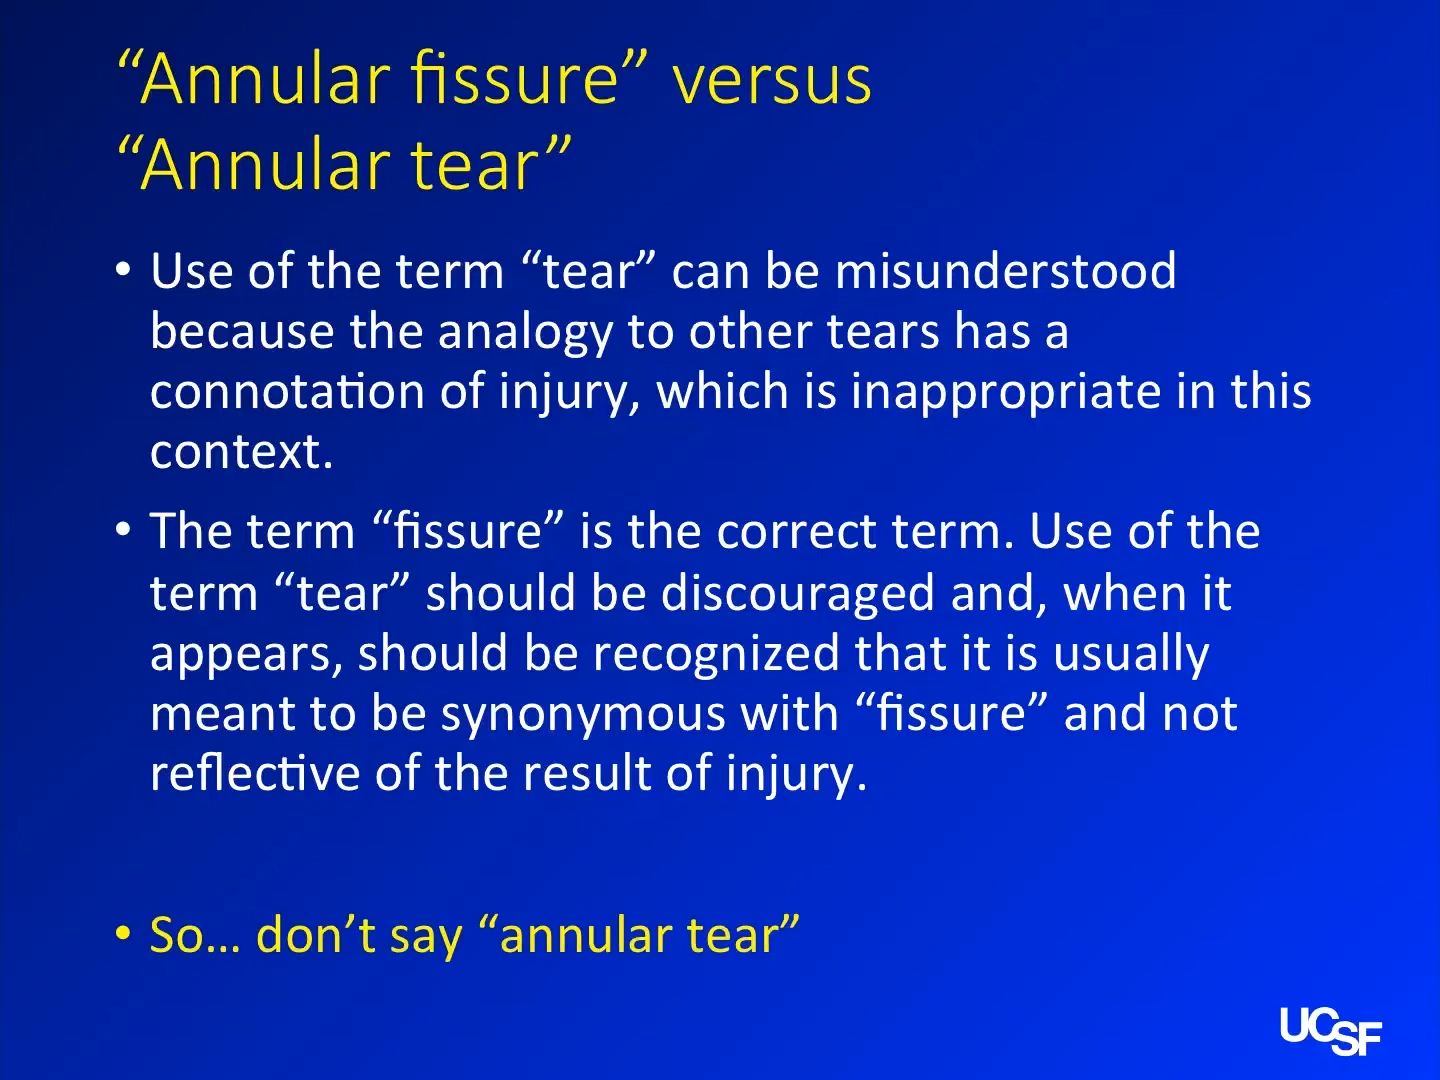 “Annular fissure” versus
“Annular tear”
• Use of the term “tear” can be misunderstood
because the analogy to other tears has a
connotation of injury, which is inappropriate in this
context.
• The term “fissure” is the correct term. Use of the
term “tear” should be discouraged and, when it
appears, should be recognized that it is usually
meant to be synonymous with “fissure” and not
reflective of the result of injury.
• So… don’t say “annular tear”
UCSF